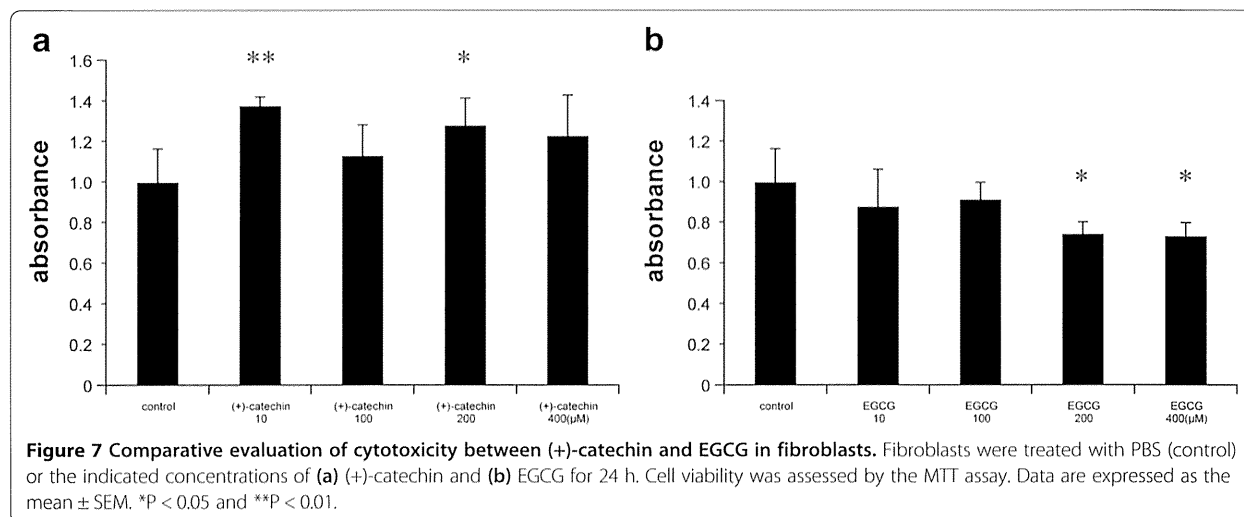 a
1.6
1.4
1.2
1.0
0.8
0.6
0.4
0.2
0
absorbance
** *
control (+)-catechin (+)-catechin (+)-catechin (+)-catechin
10 100 200 400(μM)
b
1.4
1.2
1.0
0.8
0.6
0.4
0.2
0
absorbance
* *
control EGCG EGCG EGCG EGCG
10 100 200 400(μM)
Figure 7 Comparative evaluation of cytotoxicity between (+)-catechin and EGCG in fibroblasts. Fibroblasts were treated with PBS (control)
or the indicated concentrations of (a) (+)-catechin and (b) EGCG for 24 h. Cell viability was assessed by the MTT assay. Data are expressed as the
mean ± SEM. *P < 0.05 and **P < 0.01.